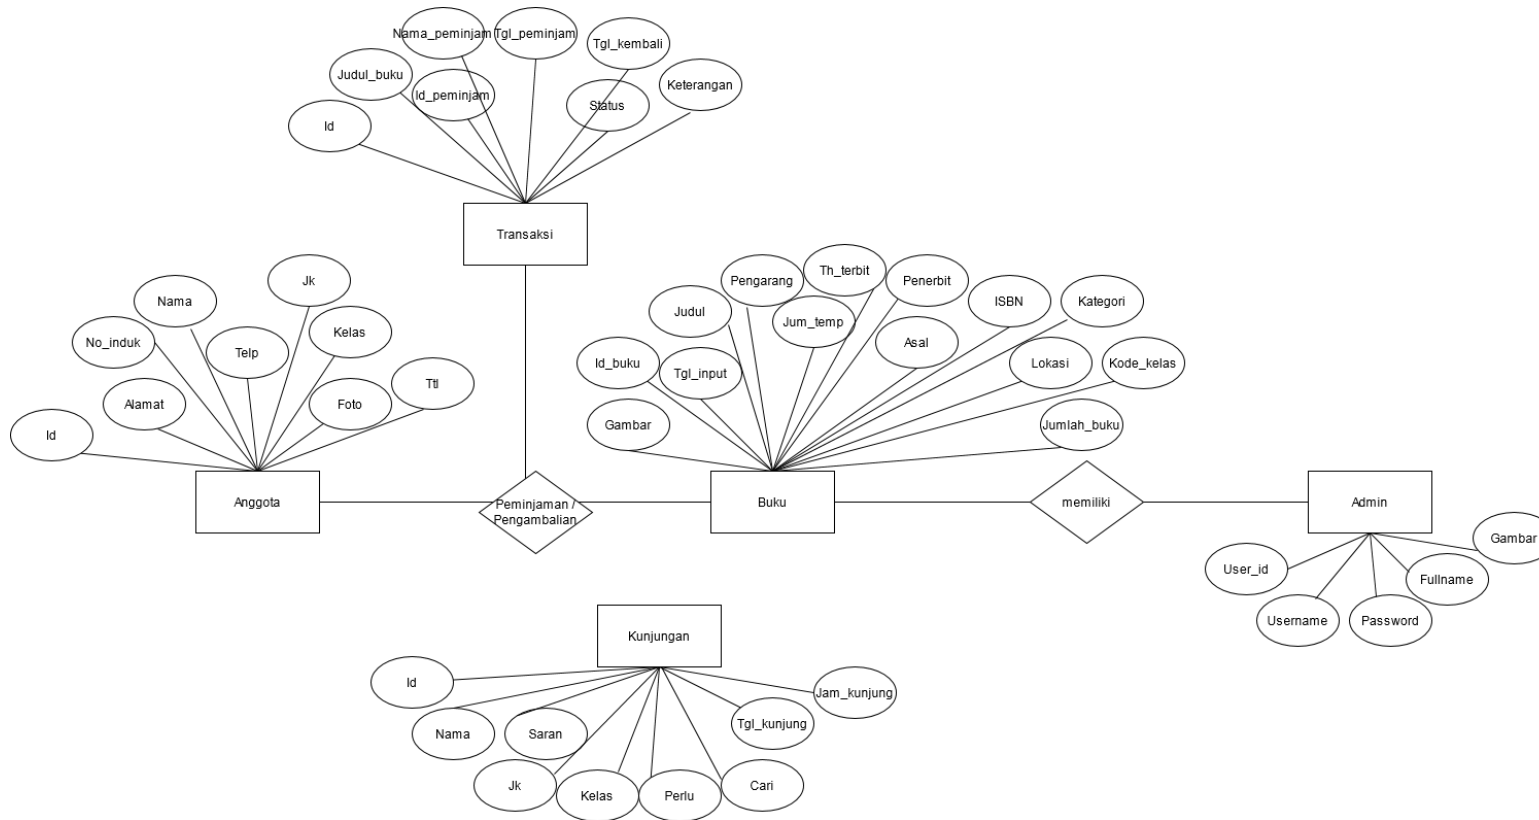 Nama_peminjam
Tgl_peminjam
Tgl_kembali
Judul_buku
Id_peminjam
Status
Keterangan
Id
Transaksi
Nama
Jk
No_induk
Telp
Kelas
Alamat
Foto
Ttl
Id
Anggota
Peminjaman /
Pengambalian
Pengarang
Th_terbit
Penerbit
Judul
Jum_temp
ISBN
Kategori
Id_buku
Tgl_input
Asal
Lokasi
Kode_kelas
Gambar
Jumlah_buku
Buku
memiliki
Admin
Gambar
User_id
Fullname
Username
Password
Kunjungan
Id
Jam_kunjung
Nama
Saran
Tgl_kunjung
Jk
Kelas
Perlu
Cari